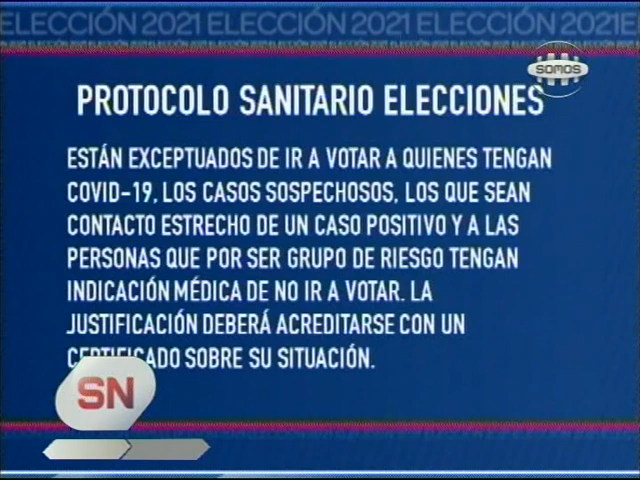 ELECCIÓN 2021 ELECCIÓN 2021 ELECCIÓN 2021
SOMOS
PROTOCOLO SANITARIO ELECCIONES
ESTÁN EXCEPTUADOS DE IR A VOTAR A QUIENES TENGAN
COVID-19, LOS CASOS SOSPECHOSOS, LOS QUE SEAN
CONTACTO ESTRECHO DE UN CASO POSITIVO Y A LAS
PERSONAS QUE POR SER GRUPO DE RIESGO TENGAN
INDICACIÓN MÉDICA DE NO IR A VOTAR. LA
JUSTIFICACIÓN DEBERÁ ACREDITARSE CON UN
CERTIFICADO SOBRE SU SITUACIÓN.
SN